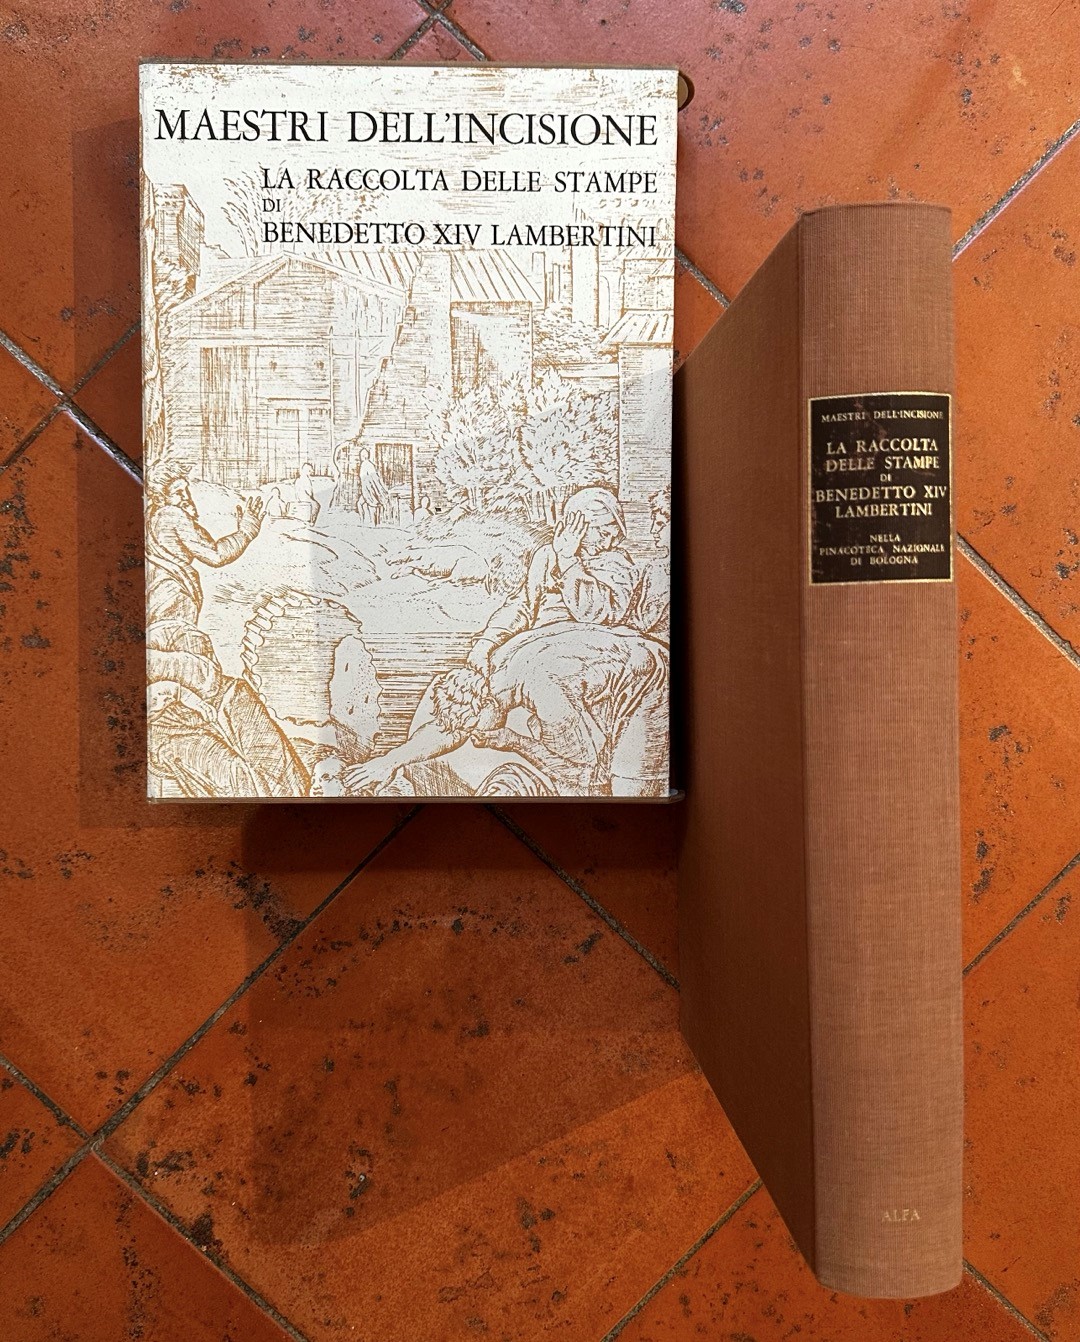 MAESTRI DELL'INCISIONE
LA RACCOLTA DELLE STAMPE
DI
BENEDETTO XIV LAMBERTINI
MAESTRI DELL'INCISIONE
LA RACCOLTA
DELLE STAMPE
DI
BENEDETTO XIV
LAMBERTINI
NELLA
PINACOTECA NAZIONALE
DI BOLOGNA
ALFA